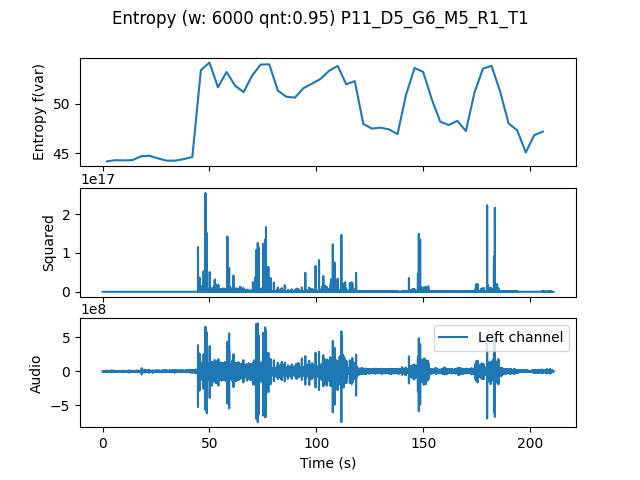 Entropy (w: 6000 qnt:0.95) P11_D5_G6_M5_R1_T1
Entropy f(var)
50
45
1e17
Squared
2
1
0
1e8
Audio
5
0
−5
Left channel
0
50
100
150
200
Time (s)